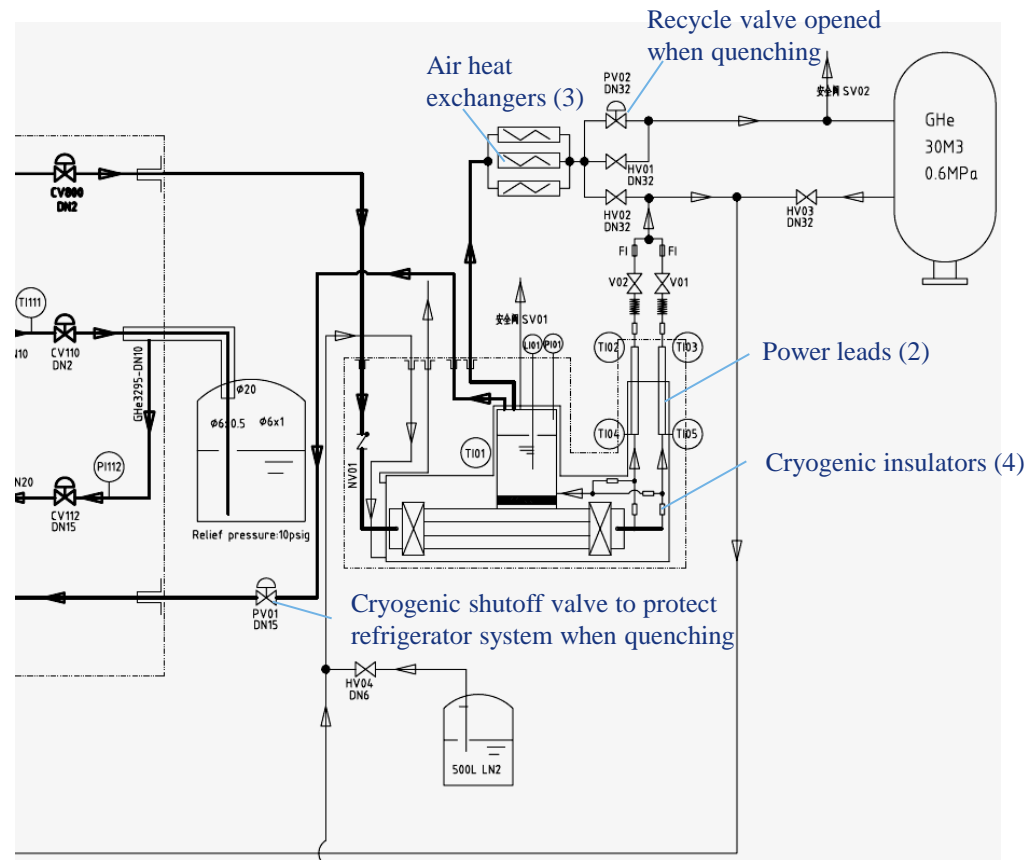 Recycle valve opened
when quenching
Air heat
exchangers (3)
PV02
DN32
安全阀 SV02
GHe
30M3
0.6MPa
CV800
DN2
HV01
DN32
HV02
DN32
HV03
DN32
FI
FI
V02
V01
TI111
N10
CV110
DN2
GHe3295-DN10
安全阀 SV01
LI01
PI01
TI02
TI03
Power leads (2)
Φ20
Φ6x0.5
Φ6x1
TI04
TI05
TI01
NV01
PI112
N20
CV112
DN15
Relief pressure:10psig
Cryogenic insulators (4)
PV01
DN15
Cryogenic shutoff valve to protect
refrigerator system when quenching
HV04
DN6
500L LN2